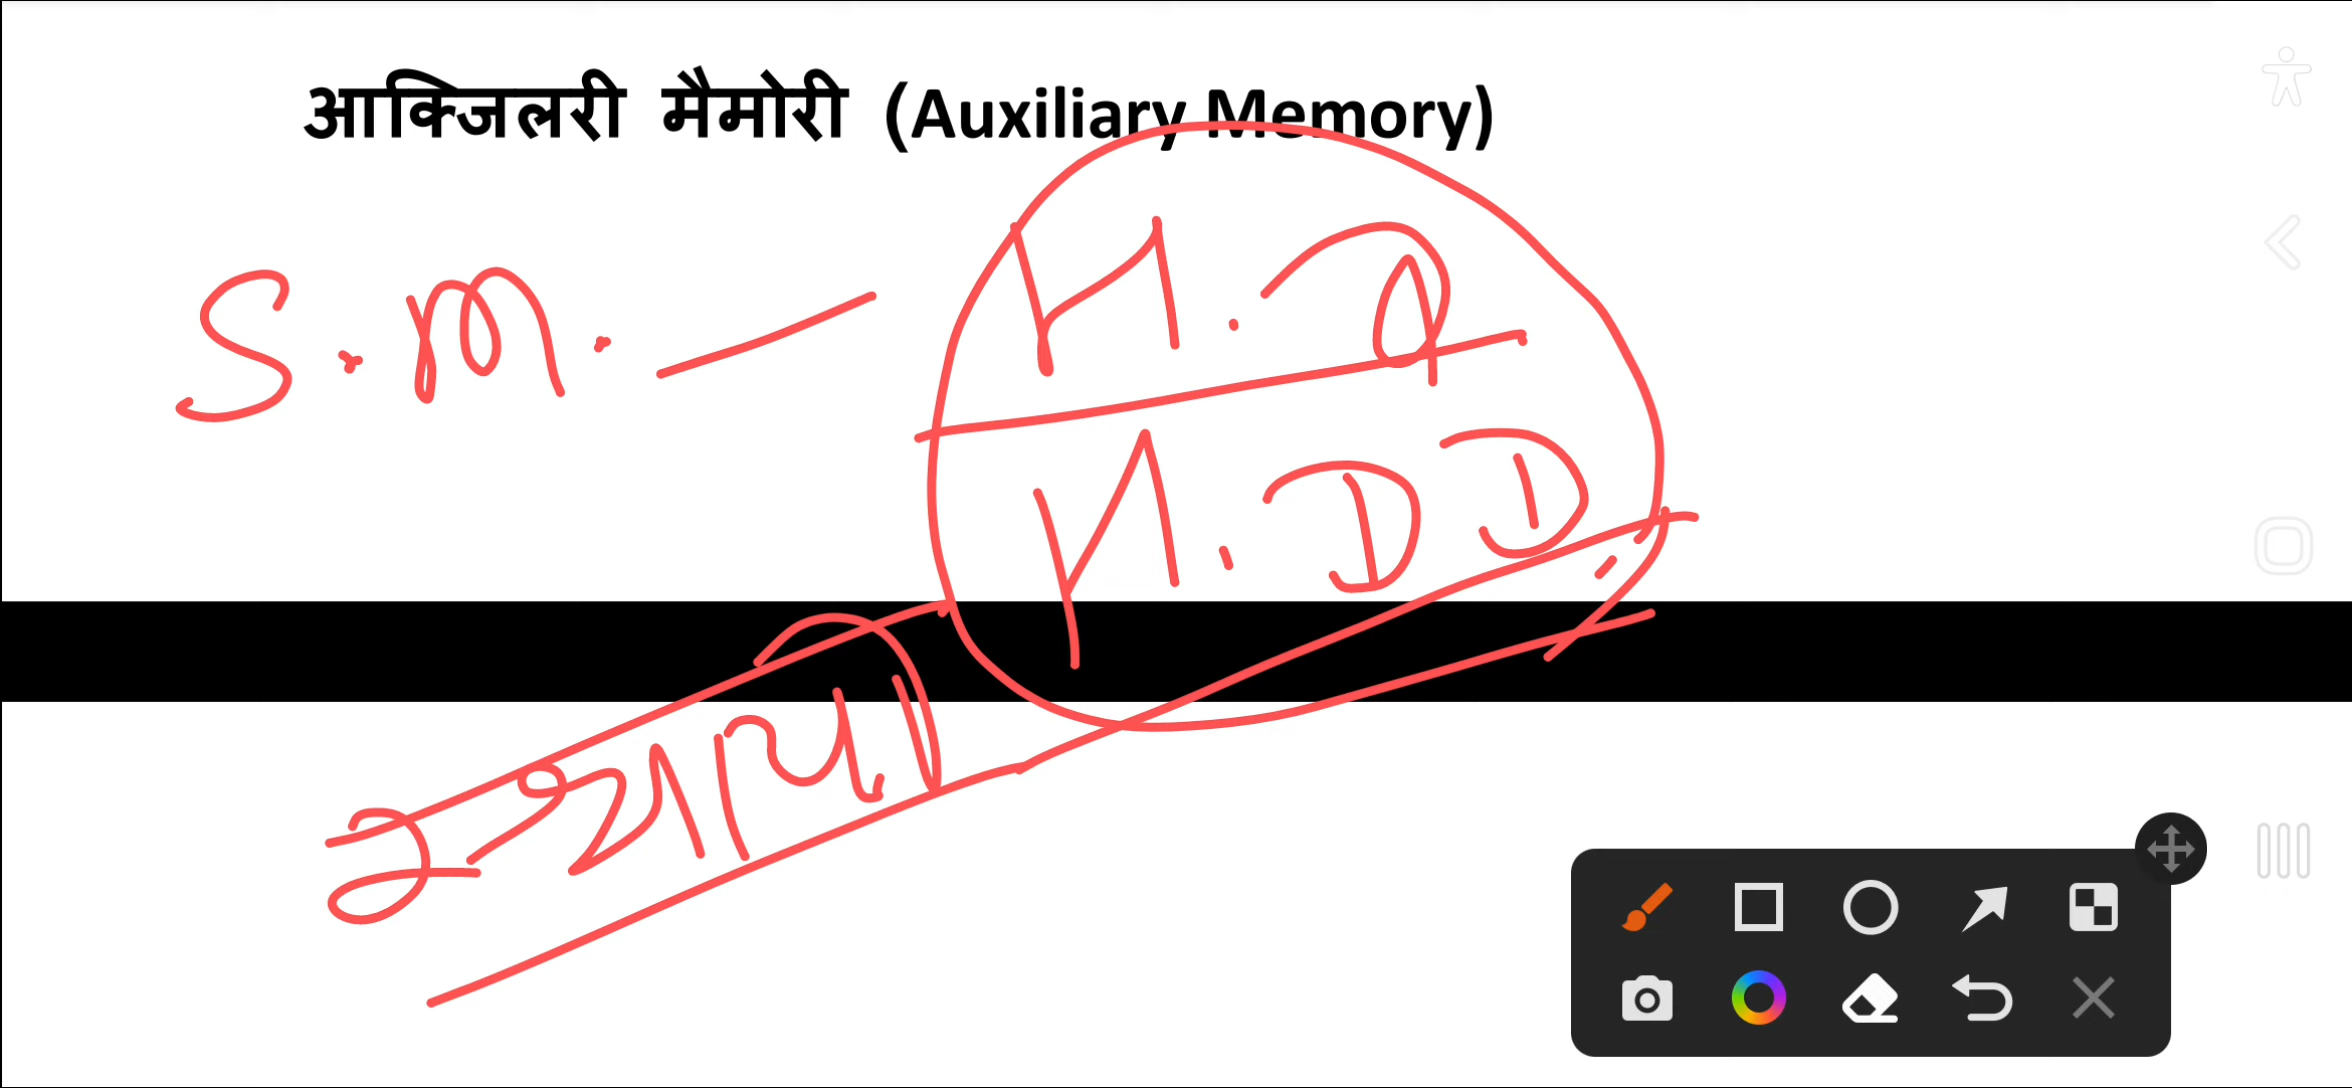 आक्जिलरी मैमोरी (Auxiliary Memory)
S.M. — H.D
H.DD
स्थायी